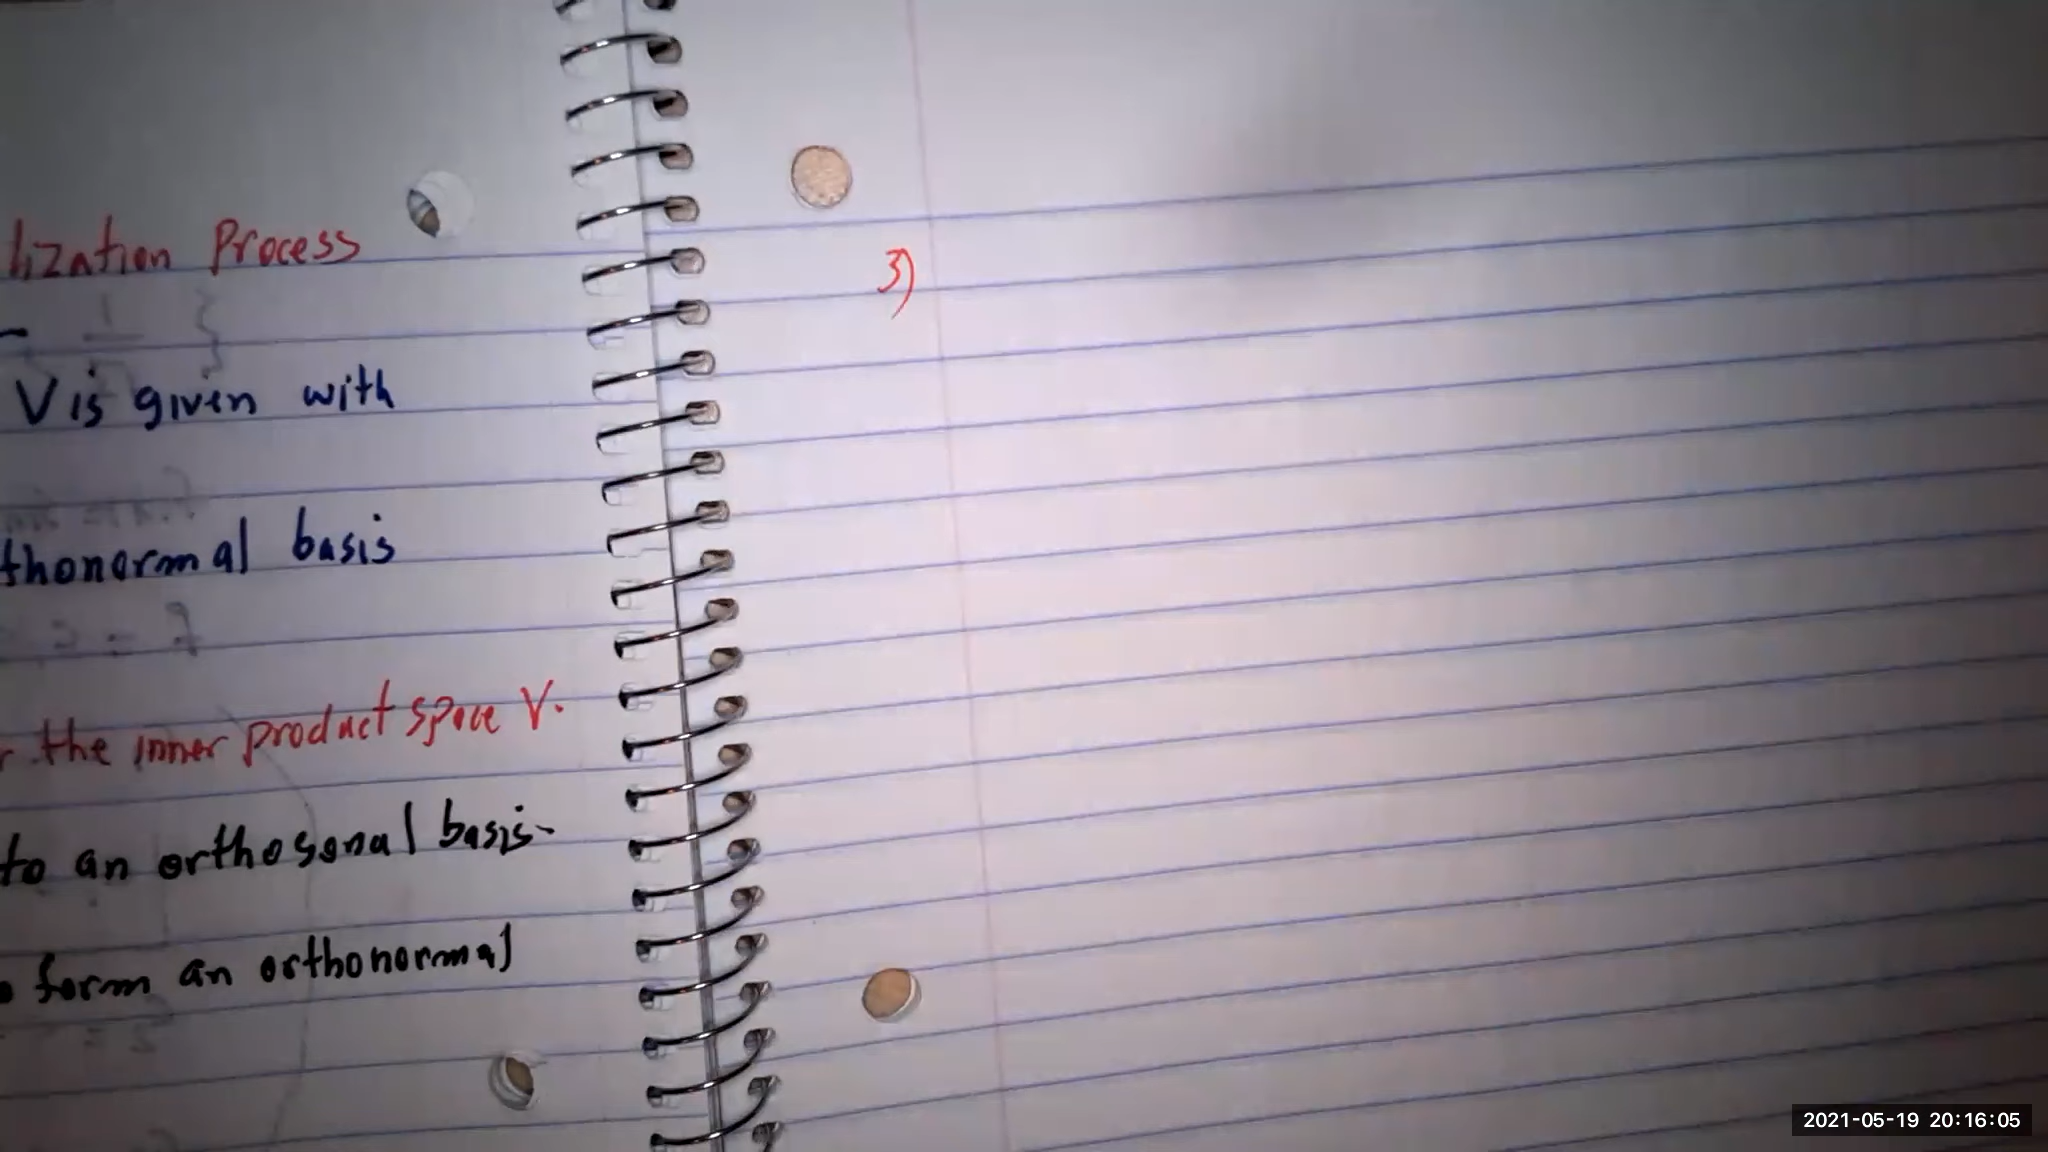 lization Process
V is given with
thonormal basis
r the inner product space V.
to an orthogonal basis.
o form an orthonormal
3)
2021-05-19 20:16:05